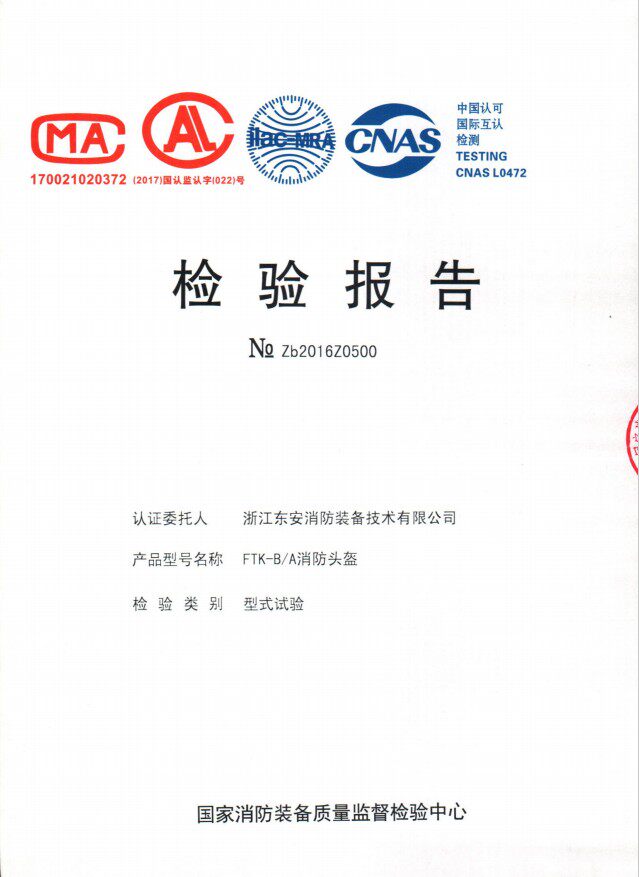 MA
170021020372
AL
(2017)国认监认字(022)号
ilac-MRA
CNAS
中国认可
国际互认
检测
TESTING
CNAS L0472
检验报告
№ Zb2016Z0500
认证委托人 浙江东安消防装备技术有限公司
产品型号名称 FTK-B/A消防头盔
检验类别 型式试验
国家消防装备质量监督检验中心